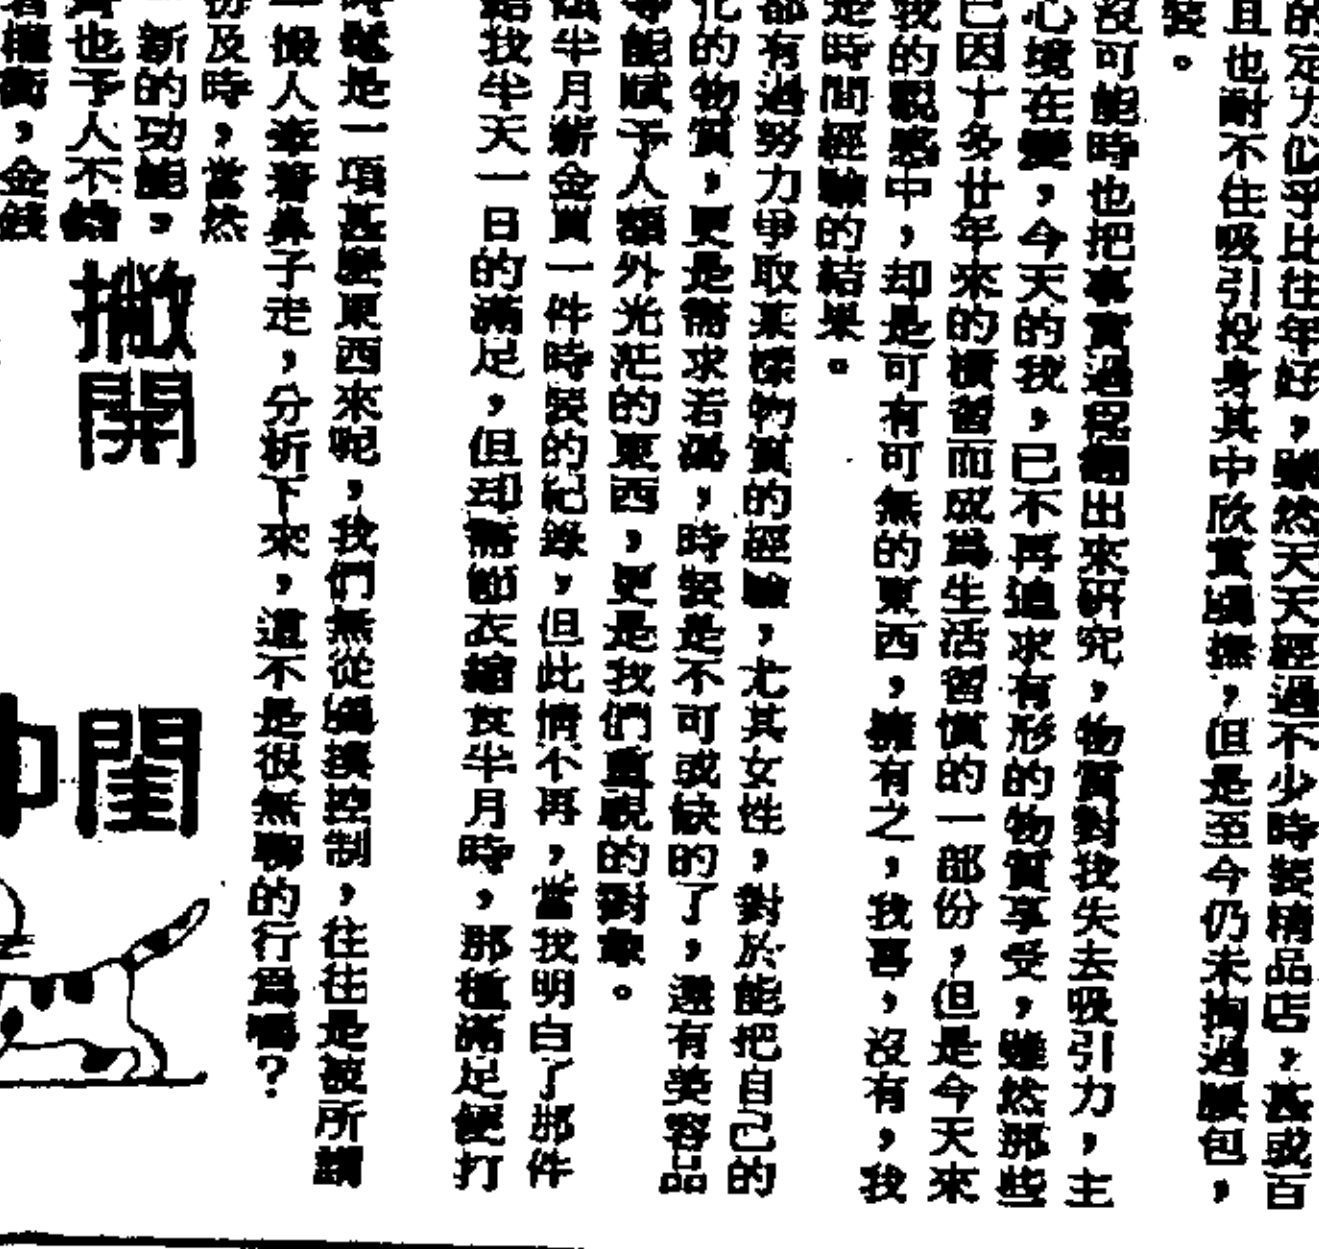 的定力似乎比往年好，雖然天天經過不少時裝精品店，甚或百
且也耐不住吸引投身其中欣賞觸撫，但是至今仍未掏過腰包，
裝。
沒可能時也把事實過程翻出來研究，物質對我失去吸引力，主
心境在變，今天的我，已不再追求有形的物質享受，雖然那些
已因十多廿年來的積習而成為生活習慣的一部份，但是今天來
我的觀感中，却是可有可無的東西，擁有之，我喜，沒有，我
是時間經驗的結果。
都有過努力爭取某樣物質的經驗，尤其女性，對於能把自己的
化的物質，更是需求若渴，時裝是不可或缺的了，還有美容品
等能賦予人額外光茫的東西，更是我們重視的對象。
半月薪金買一件時裝的紀錄，但此情不再，當我明白了那件
給我半天一日的滿足，但却需節衣縮食半月時，那種滿足便打
時髦是一項甚麼東西來呢，我們無從觸摸控制，往往是被所謂
一撮人牽着鼻子走，分析下來，這不是很無聊的行為嗎？
及時，當然
新的功能，
也予人不
權衡，金錢
撇開
閨中